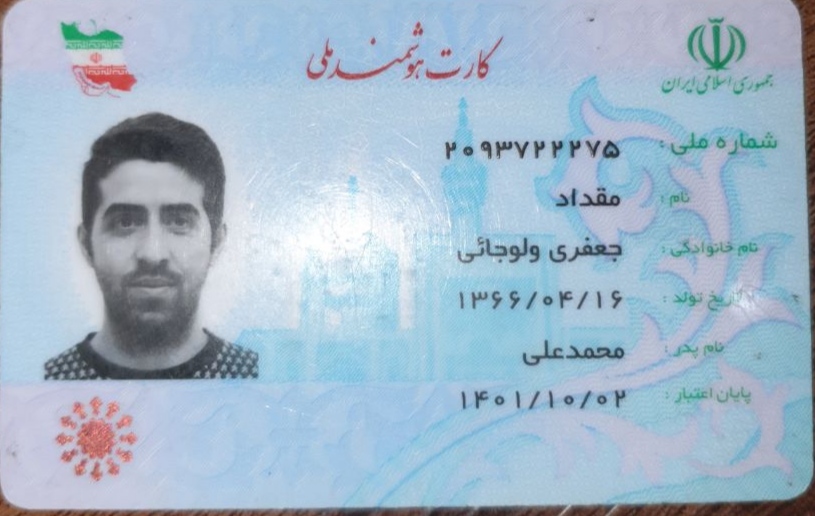 کارت هوشمند ملی
جمهوری اسلامی ایران
شماره ملی : ۲۰۹۳۷۲۲۲۷۵
نام : مقداد
نام خانوادگی : جعفری ولوجائی
تاریخ تولد : ۱۳۶۶/۰۴/۱۶
نام پدر : محمدعلی
پایان اعتبار : ۱۴۰۱/۱۰/۰۲